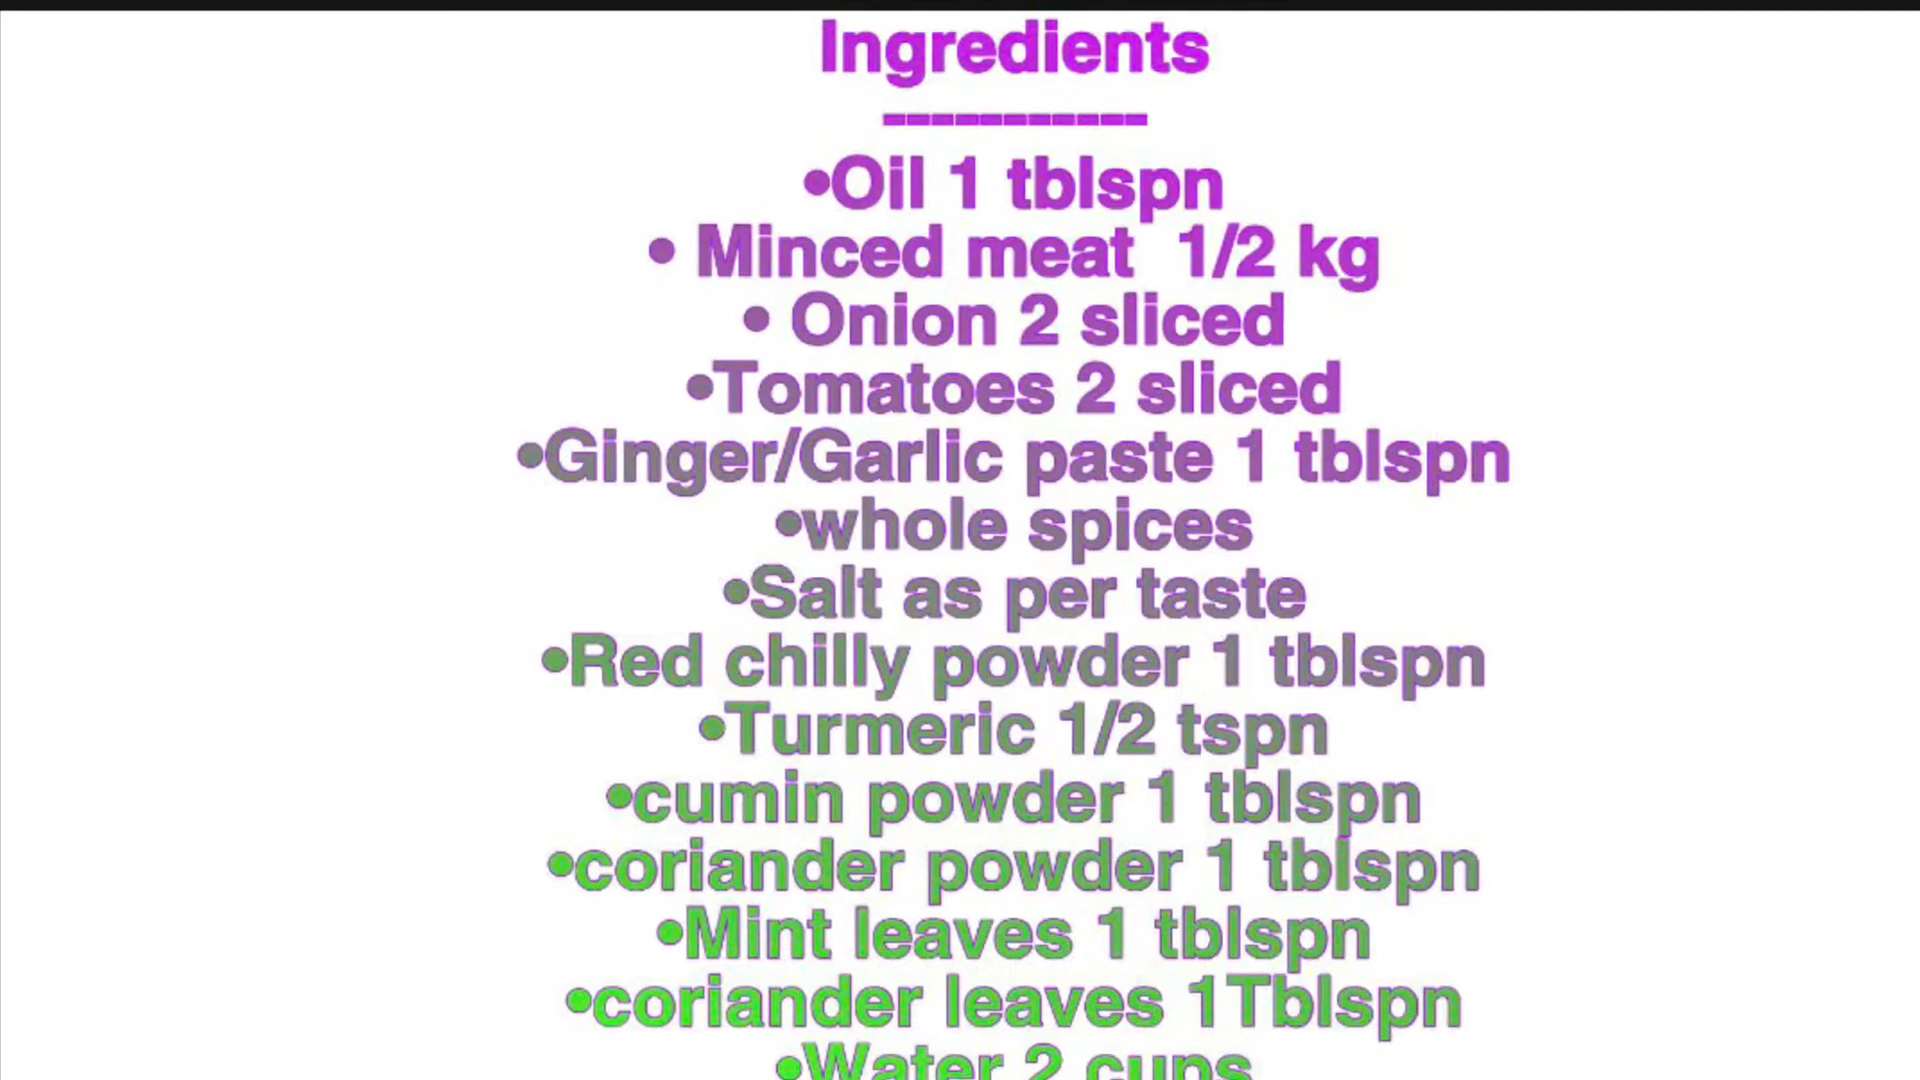 Ingredients
-----------
•Oil 1 tblspn
• Minced meat  1/2 kg
• Onion 2 sliced
•Tomatoes 2 sliced
•Ginger/Garlic paste 1 tblspn
•whole spices
•Salt as per taste
•Red chilly powder 1 tblspn
•Turmeric 1/2 tspn
•cumin powder 1 tblspn
•coriander powder 1 tblspn
•Mint leaves 1 tblspn
•coriander leaves 1Tblspn
•Water 2 cups